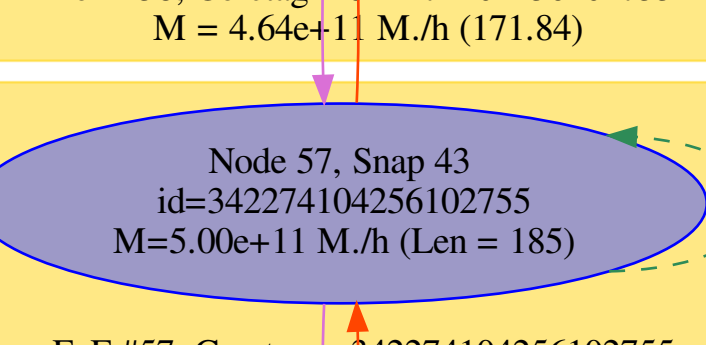 M = 4.64e+11 M./h (171.84)
Node 57, Snap 43
id=342274104256102755
M=5.00e+11 M./h (Len = 185)